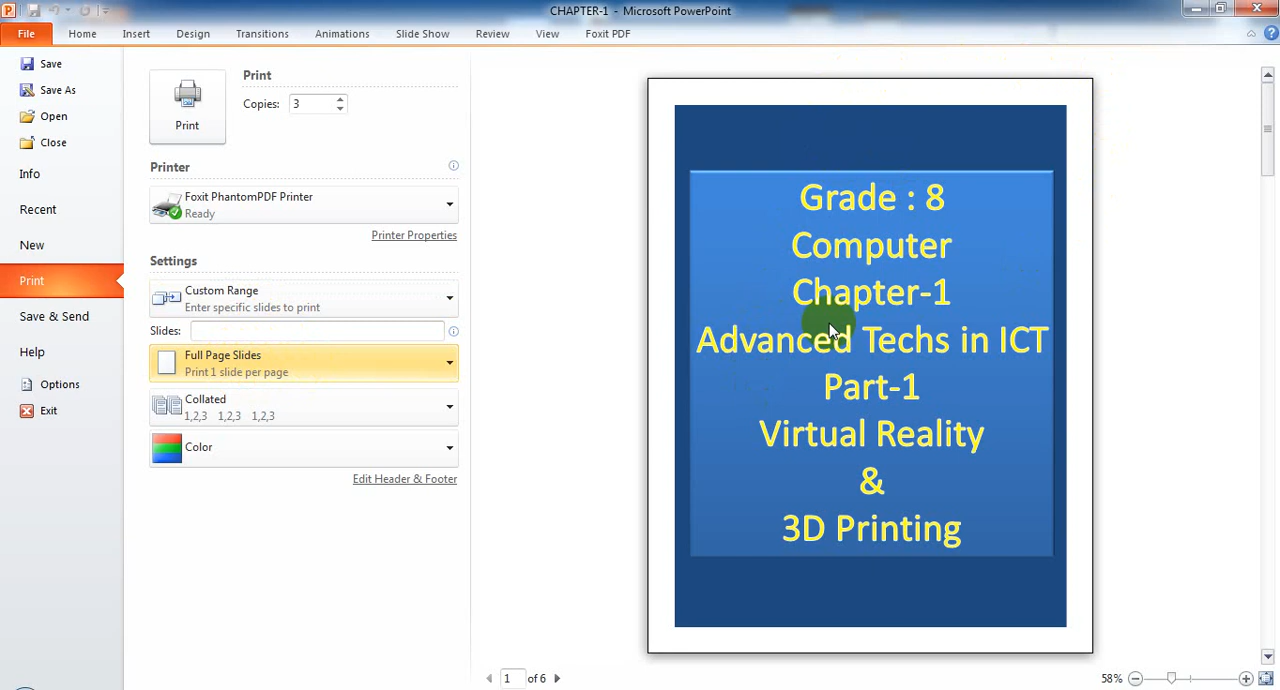 CHAPTER-1 - Microsoft PowerPoint
File Home Insert Design Transitions Animations Slide Show Review View Foxit PDF
Save
Save As
Open
Close
Info
Recent
New
Print
Save & Send
Help
Options
Exit
Print
Print
Copies: 3
Printer
Foxit PhantomPDF Printer
Ready
Printer Properties
Settings
Custom Range
Enter specific slides to print
Slides:
Full Page Slides
Print 1 slide per page
Collated
1,2,3 1,2,3 1,2,3
Color
Edit Header & Footer
Grade : 8
Computer
Chapter-1
Advanced Techs in ICT
Part-1
Virtual Reality
&
3D Printing
1 of 6
58%